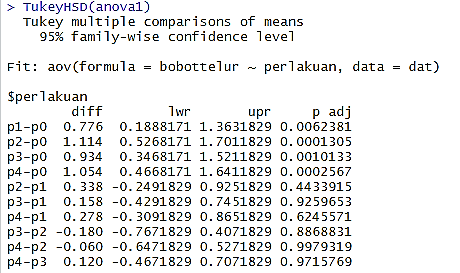 > TukeyHSD(anova1)
Tukey multiple comparisons of means
95% family-wise confidence level
Fit: aov(formula = bobottelur ~ perlakuan, data = dat)
$perlakuan
diff lwr upr p adj
p1-p0 0.776 0.1888171 1.3631829 0.0062381
p2-p0 1.114 0.5268171 1.7011829 0.0001305
p3-p0 0.934 0.3468171 1.5211829 0.0010133
p4-p0 1.054 0.4668171 1.6411829 0.0002567
p2-p1 0.338 -0.2491829 0.9251829 0.4433915
p3-p1 0.158 -0.4291829 0.7451829 0.9259653
p4-p1 0.278 -0.3091829 0.8651829 0.6245571
p3-p2 -0.180 -0.7671829 0.4071829 0.8868831
p4-p2 -0.060 -0.6471829 0.5271829 0.9979319
p4-p3 0.120 -0.4671829 0.7071829 0.9715769